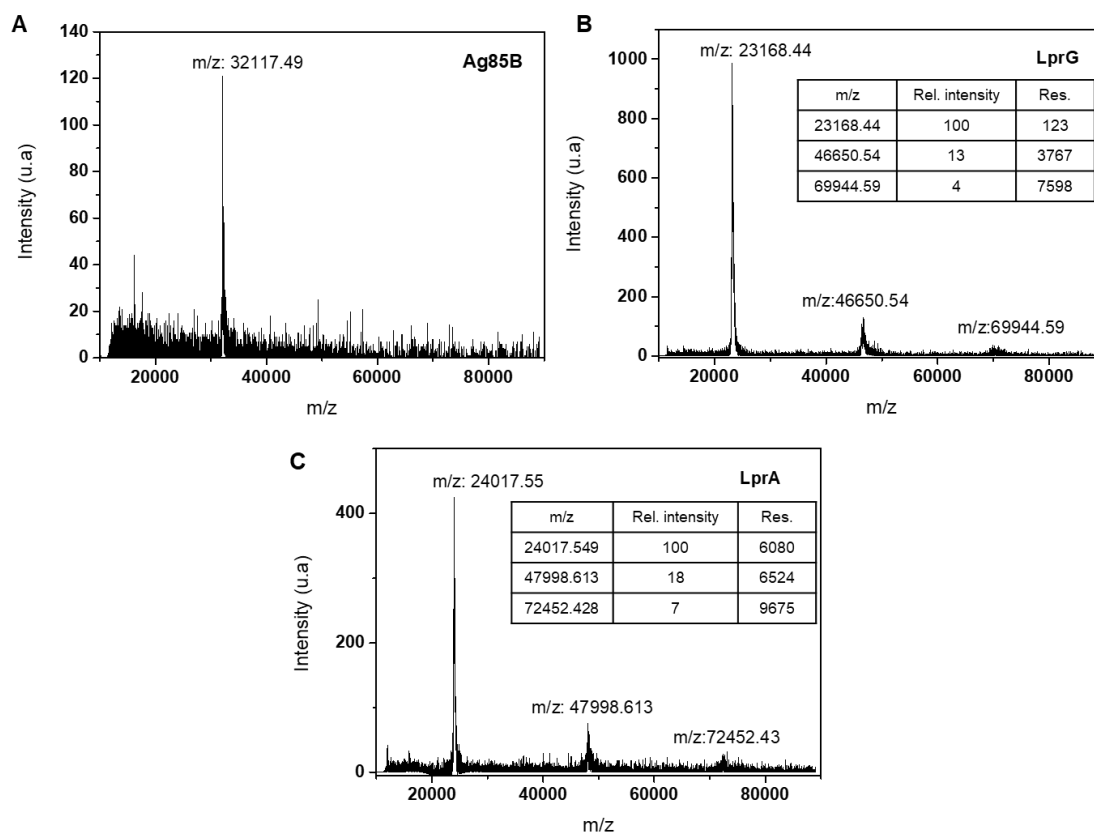 A
Ag85B
m/z: 32117.49
140
120
100
80
60
40
20
0
Intensity (u.a)
20000 40000 60000 80000
m/z
B
LprG
m/z: 23168.44
m/z Rel. intensity Res.
23168.44 100 123
46650.54 13 3767
69944.59 4 7598
m/z:46650.54
m/z:69944.59
1000
800
600
400
200
0
Intensity (u.a)
20000 40000 60000 80000
m/z
C
LprA
m/z: 24017.55
m/z Rel. intensity Res.
24017.549 100 6080
47998.613 18 6524
72452.428 7 9675
m/z: 47998.613
m/z:72452.43
400
200
0
Intensity (u.a)
20000 40000 60000 80000
m/z